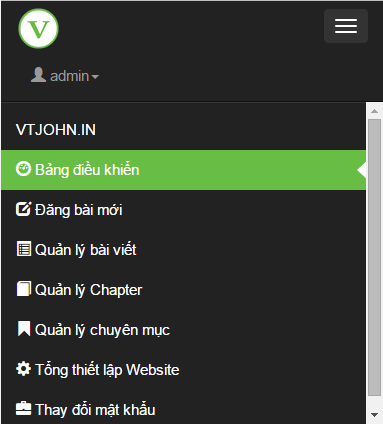 V
admin
VTJOHN.IN
Bảng điều khiển
Đăng bài mới
Quản lý bài viết
Quản lý Chapter
Quản lý chuyên mục
Tổng thiết lập Website
Thay đổi mật khẩu